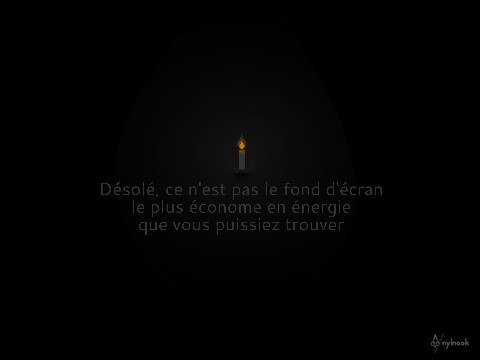 Désolé, ce n'est pas le fond d'écran
le plus économe en énergie
que vous puissiez trouver
nylnook